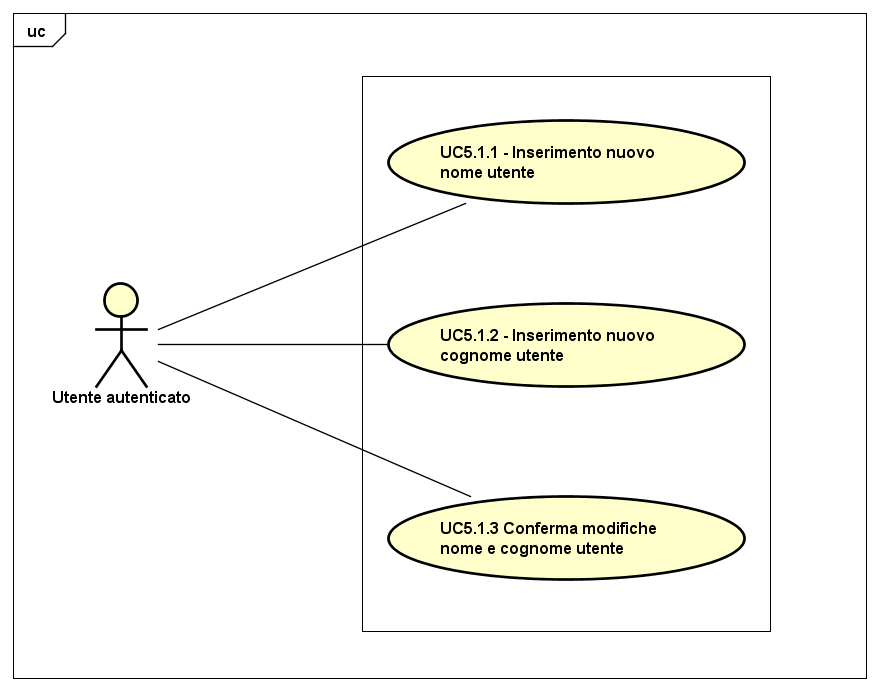 uc
UC5.1.1 - Inserimento nuovo
nome utente
UC5.1.2 - Inserimento nuovo
cognome utente
Utente autenticato
UC5.1.3 Conferma modifiche
nome e cognome utente